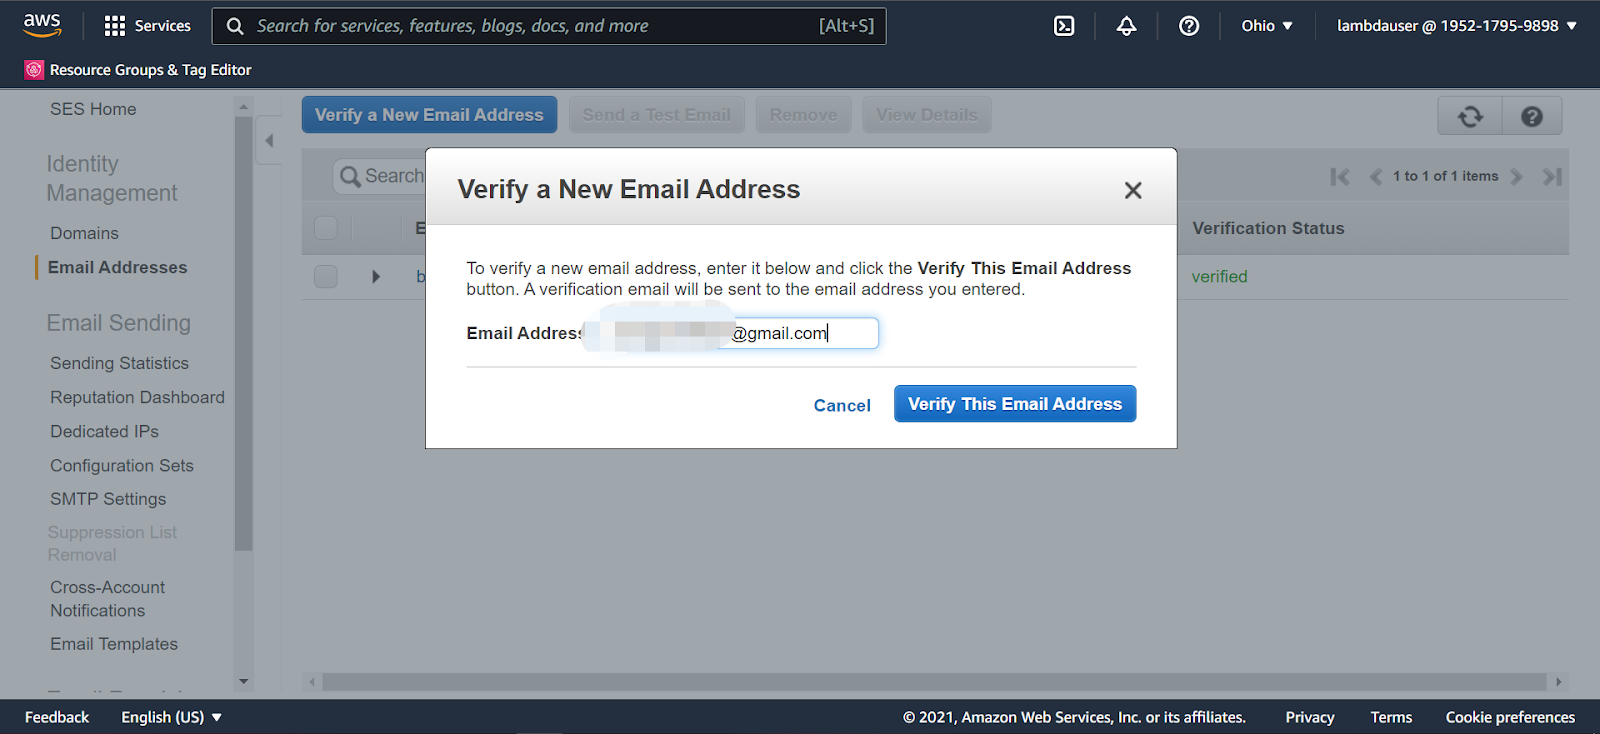 aws
Services
Search for services, features, blogs, docs, and more
[Alt+S]
Ohio
lambdauser @ 1952-1795-9898
Resource Groups & Tag Editor
SES Home
Identity
Management
Domains
Email Addresses
Email Sending
Sending Statistics
Reputation Dashboard
Dedicated IPs
Configuration Sets
SMTP Settings
Suppression List
Removal
Cross-Account
Notifications
Email Templates
Verify a New Email Address
Send a Test Email
Remove
View Details
Search
1 to 1 of 1 items
Verification Status
verified
Verify a New Email Address
To verify a new email address, enter it below and click the Verify This Email Address
button. A verification email will be sent to the email address you entered.
Email Address
@gmail.com
Cancel
Verify This Email Address
Feedback
English (US)
© 2021, Amazon Web Services, Inc. or its affiliates.
Privacy
Terms
Cookie preferences